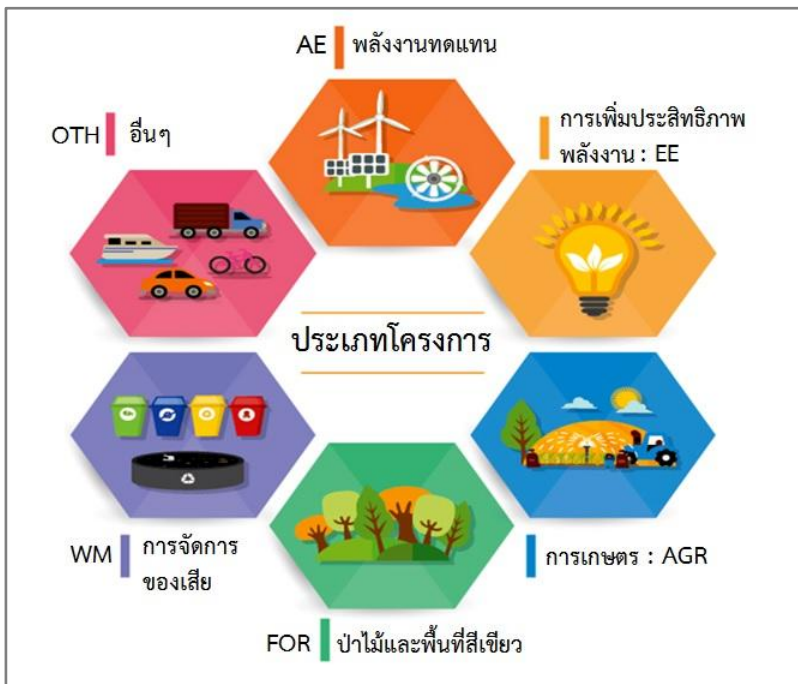 AE พลังงานทดแทน
การเพิ่มประสิทธิภาพ
พลังงาน : EE
OTH อื่นๆ
ประเภทโครงการ
WM การจัดการ
ของเสีย
การเกษตร : AGR
FOR ป่าไม้และพื้นที่สีเขียว